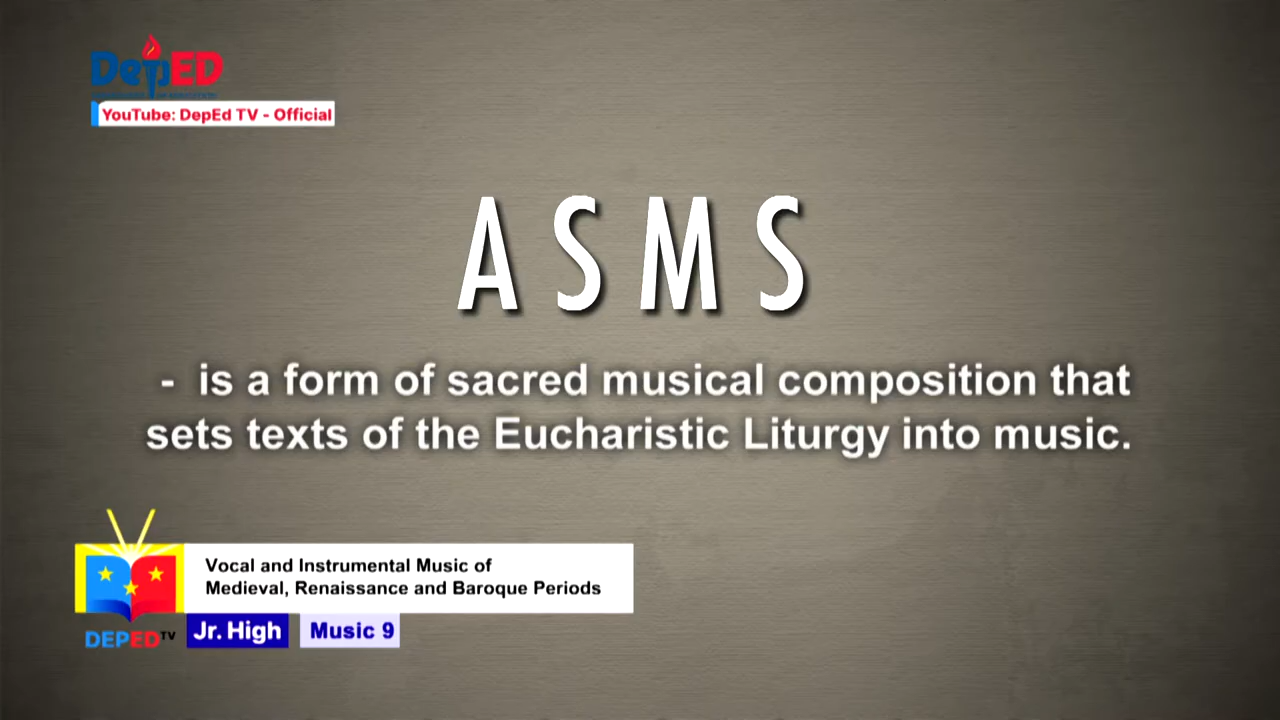 DepED
YouTube: DepEd TV - Official
A S M S
- is a form of sacred musical composition that
sets texts of the Eucharistic Liturgy into music.
Vocal and Instrumental Music of
Medieval, Renaissance and Baroque Periods
DEPED TV
Jr. High
Music 9